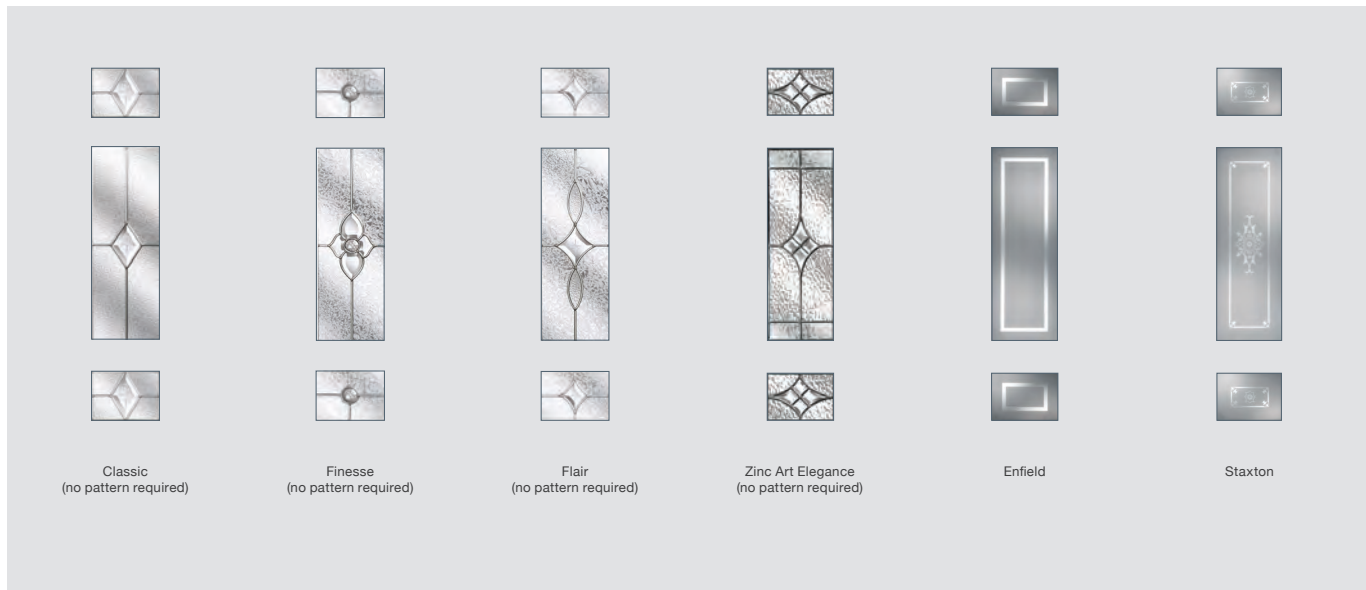 Classic
(no pattern required)
Finesse
(no pattern required)
Flair
(no pattern required)
Zinc Art Elegance
(no pattern required)
Enfield
Staxton